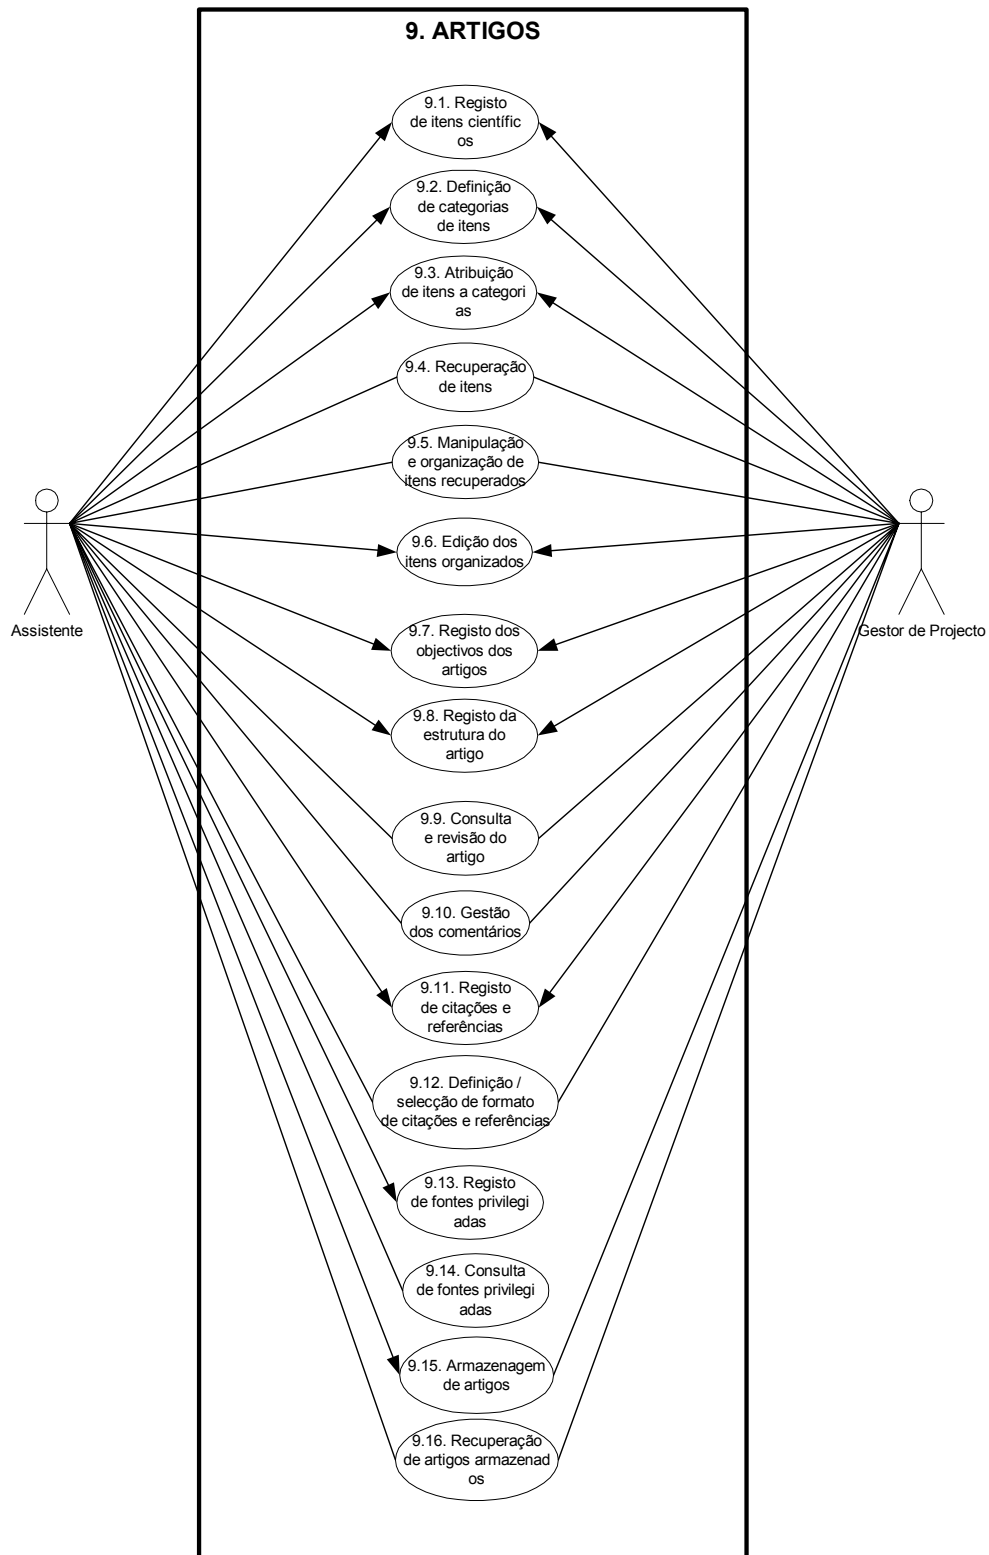 9. ARTIGOS
9.1. Registo
de itens científic
os
9.2. Definição
de categorias
de itens
9.3. Atribuição
de itens a categori
as
9.4. Recuperação
de itens
9.5. Manipulação
e organização de
itens recuperados
9.6. Edição dos
itens organizados
Assistente
Gestor de Projecto
9.7. Registo dos
objectivos dos
artigos
9.8. Registo da
estrutura do
artigo
9.9. Consulta
e revisão do
artigo
9.10. Gestão
dos comentários
9.11. Registo
de citações e
referências
9.12. Definição /
selecção de formato
de citações e referências
9.13. Registo
de fontes privilegi
adas
9.14. Consulta
de fontes privilegi
adas
9.15. Armazenagem
de artigos
9.16. Recuperação
de artigos armazenad
os